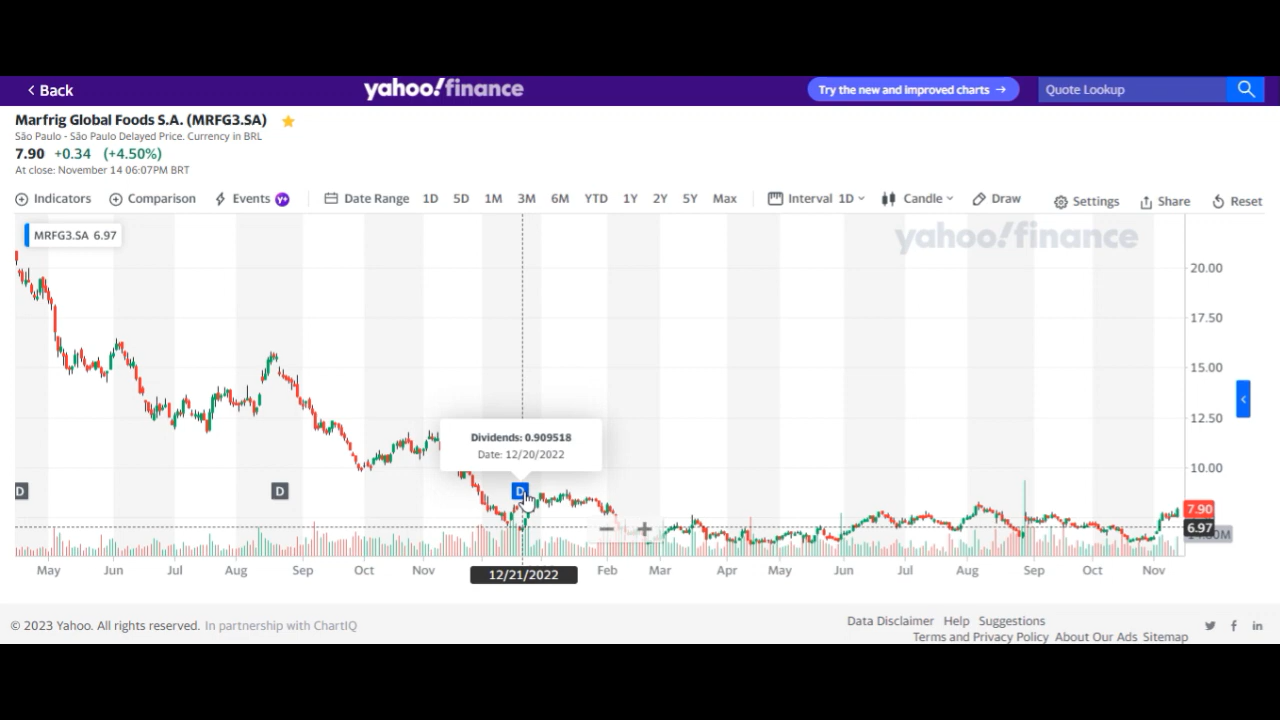 Back
yahoo!finance
Try the new and improved charts →
Quote Lookup
Marfrig Global Foods S.A. (MRFG3.SA)
São Paulo - São Paulo Delayed Price. Currency in BRL
7.90 +0.34 (+4.50%)
At close: November 14 06:07PM BRT
Indicators Comparison Events Y+ Date Range 1D 5D 1M 3M 6M YTD 1Y 2Y 5Y Max Interval 1D Candle Draw Settings Share Reset
MRFG3.SA 6.97
yahoo!finance
20.00
17.50
15.00
12.50
Dividends: 0.909518
Date: 12/20/2022
10.00
D D D
7.90
6.97
May Jun Jul Aug Sep Oct Nov 12/21/2022 Feb Mar Apr May Jun Jul Aug Sep Oct Nov
© 2023 Yahoo. All rights reserved. In partnership with ChartIQ
Data Disclaimer Help Suggestions
Terms and Privacy Policy About Our Ads Sitemap